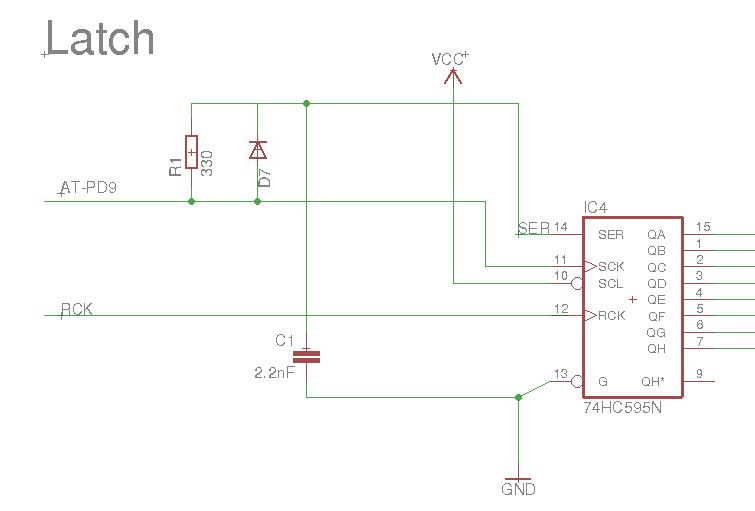 Latch
VCC
R1
330
D7
AT-PD9
IC4
SER
14
SER
QA
15
QB
1
11
SCK
QC
2
10
SCL
QD
3
QE
4
RCK
12
RCK
QF
5
QG
6
QH
7
C1
2.2nF
13
G
QH*
9
74HC595N
GND